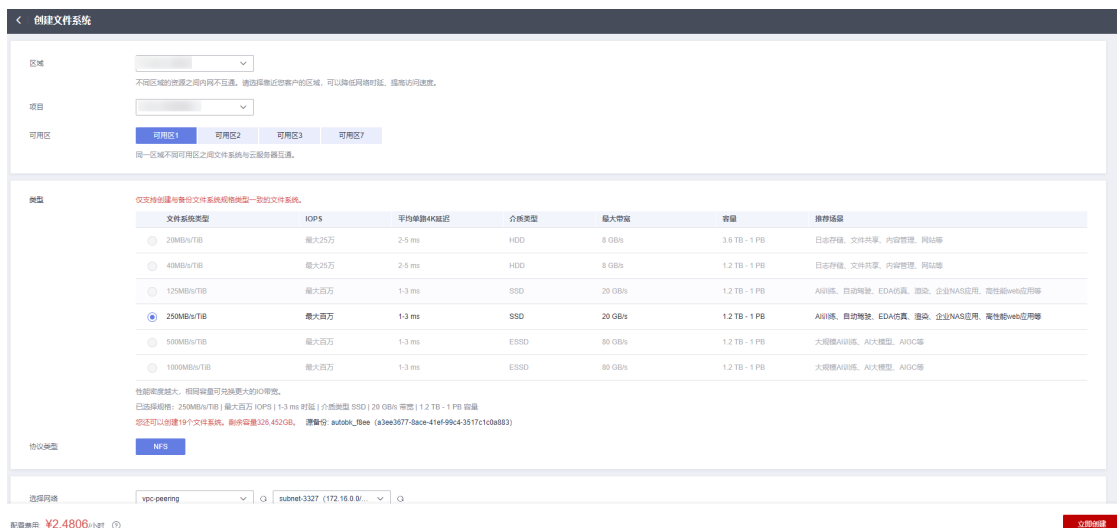 创建文件系统
区域
不同区域的资源之间内网不互通。请选择靠近您客户的区域，可以降低网络时延、提高访问速度。
项目
可用区 可用区1 可用区2 可用区3 可用区7
同一区域不同可用区之间文件系统与云服务器互通。
类型 仅支持创建与备份文件系统规格类型一致的文件系统。
文件系统类型 IOPS 平均单路4K延迟 介质类型 最大带宽 容量 推荐场景
20MB/s/TiB 最大25万 2-5 ms HDD 8 GB/s 3.6 TB - 1 PB 日志存储、文件共享、内容管理、网站等
40MB/s/TiB 最大25万 2-5 ms HDD 8 GB/s 1.2 TB - 1 PB 日志存储、文件共享、内容管理、网站等
125MB/s/TiB 最大百万 1-3 ms SSD 20 GB/s 1.2 TB - 1 PB AI训练、自动驾驶、EDA仿真、渲染、企业NAS应用、高性能web应用等
250MB/s/TiB 最大百万 1-3 ms SSD 20 GB/s 1.2 TB - 1 PB AI训练、自动驾驶、EDA仿真、渲染、企业NAS应用、高性能web应用等
500MB/s/TiB 最大百万 1-3 ms ESSD 80 GB/s 1.2 TB - 1 PB 大规模AI训练、AI大模型、AIGC等
1000MB/s/TiB 最大百万 1-3 ms ESSD 80 GB/s 1.2 TB - 1 PB 大规模AI训练、AI大模型、AIGC等
性能密度越大，相同容量可兑换更大的IO带宽。
已选择规格：250MB/s/TiB | 最大百万 IOPS | 1-3 ms 时延 | 介质类型 SSD | 20 GB/s 带宽 | 1.2 TB - 1 PB 容量
您还可以创建19个文件系统。剩余容量326,452GB。 源备份: autobk_f8ee（a3ee3677-8ace-41ef-99c4-3517c1c0a883）
协议类型 NFS
选择网络 vpc-peering subnet-3327（172.16.0.0/...
配置费用 ¥2.4806/小时 立即创建